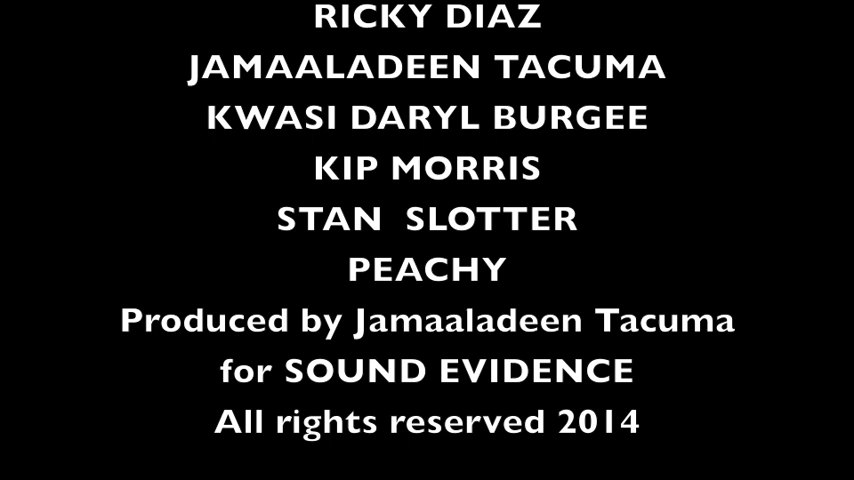 RICKY DIAZ
JAMAALADEEN TACUMA
KWASI DARYL BURGEE
KIP MORRIS
STAN  SLOTTER
PEACHY
Produced by Jamaaladeen Tacuma
for SOUND EVIDENCE
All rights reserved 2014